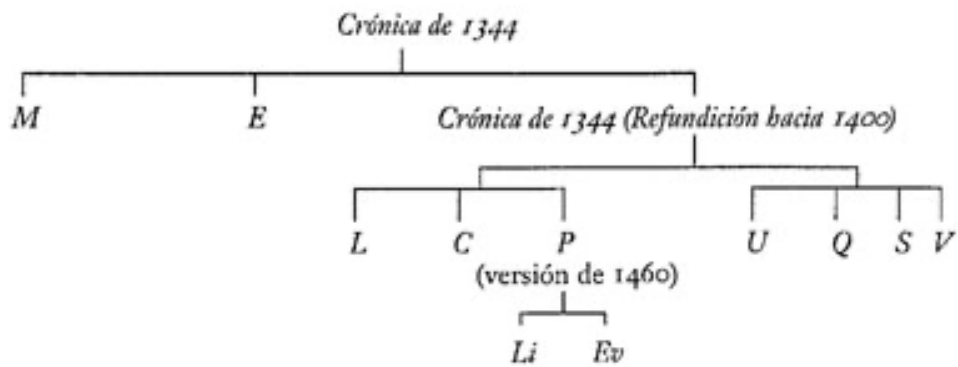 Crónica de 1344
M E Crónica de 1344 (Refundición hacia 1400)
L C P U Q S V
(versión de 1460)
Li Ev